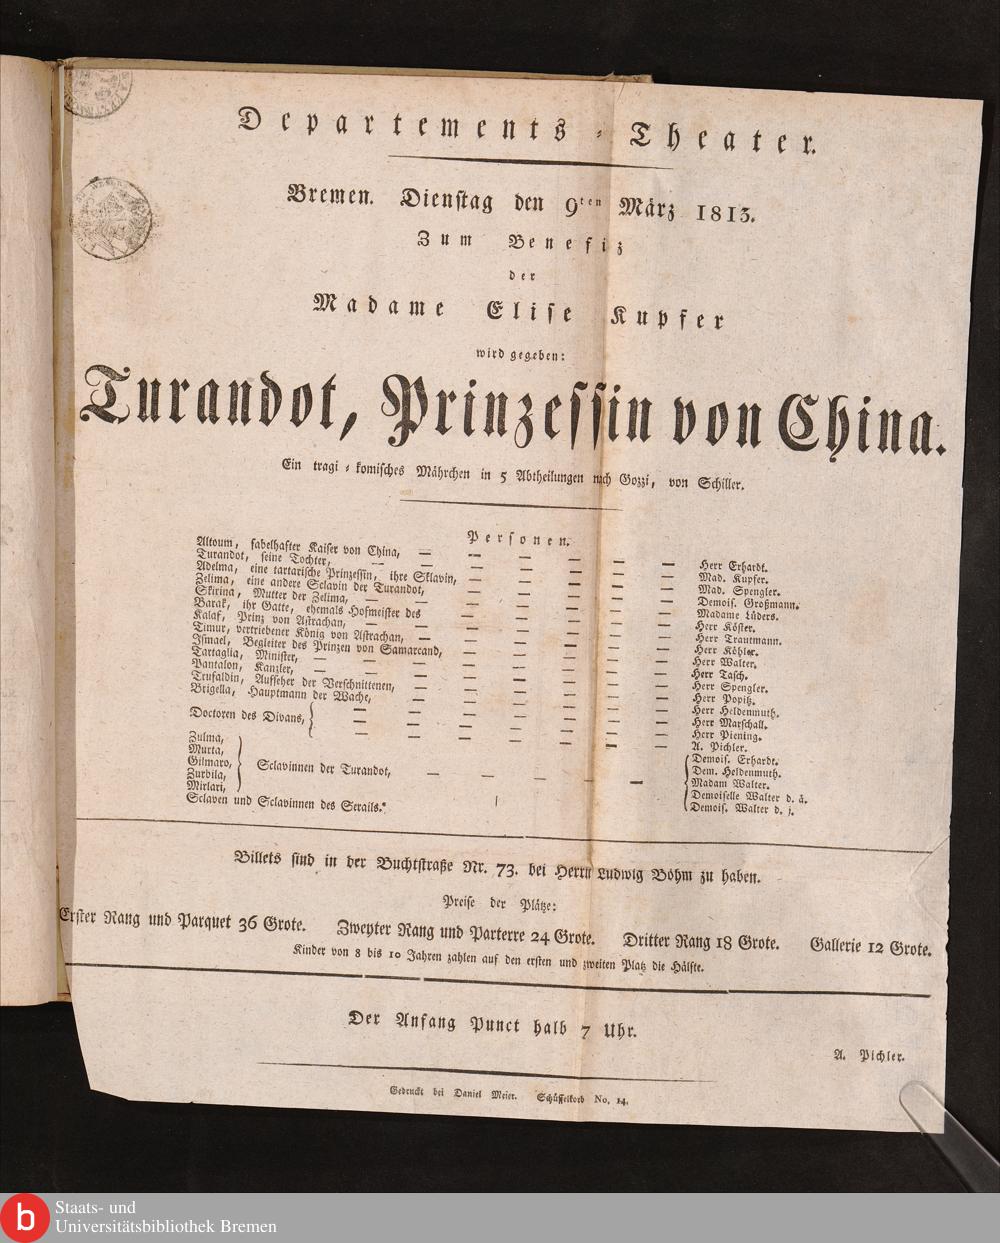 Departements-Theater.
Bremen. Dienstag den 9ten März 1813.
Zum Benefiz
der
Madame Elise Kupfer
wird gegeben:
Turandot, Prinzessin von China.
Ein tragi-komisches Mährchen in 5 Abtheilungen nach Gozzi, von Schiller.
Personen.
Altoum, fabelhafter Kaiser von China, — — — — — — Herr Erhardt.
Turandot, seine Tochter, — — — — — — Mad. Kupfer.
Adelma, eine tartarische Prinzessin, ihre Sklavin, — — — — — Mad. Spengler.
Zelima, eine andere Sclavin der Turandot, — — — — — Demois. Großmann.
Skirina, Mutter der Zelima, — — — — — — Madame Lüders.
Barak, ihr Gatte, ehemals Hofmeister des — — — — — Herr Köster.
Kalaf, Prinz von Astrachan, — — — — — — Herr Trautmann.
Timur, vertriebener König von Astrachan, — — — — — — Herr Köhler.
Ismael, Begleiter des Prinzen von Samarcand, — — — — — Herr Walter.
Tartaglia, Minister, — — — — — — Herr Tasch.
Pantalon, Kanzler, — — — — — — Herr Spengler.
Trufaldin, Aufseher der Verschnittenen, — — — — — — Herr Popitz.
Brigella, Hauptmann der Wache, — — — — — — Herr Heldenmuth.
Doctoren des Divans, { — — — — — — Herr Marschall.
— — — — — — Herr Piening.
— — — — — — A. Pichler.
Zulma,
Murta,
Gilmaro,
Zurbila,
Mirlari,
} Sclavinnen der Turandot, — — — — —
{ Demois. Erhardt.
Dem. Heldenmuth.
Madam Walter.
Demoiselle Walter d. ä.
Demois. Walter d. j.
Sclaven und Sclavinnen des Serails.
Billets sind in der Buchtstraße Nr. 73. bei Herrn Ludwig Böhm zu haben.
Preise der Plätze:
Erster Rang und Parquet 36 Grote. Zweyter Rang und Parterre 24 Grote. Dritter Rang 18 Grote. Gallerie 12 Grote.
Kinder von 8 bis 10 Jahren zahlen auf den ersten und zweiten Platz die Hälfte.
Der Anfang Punct halb 7 Uhr.
A. Pichler.
Gedruckt bei Daniel Meier. Schüsselkorb No. 14.
b Staats- und
Universitätsbibliothek Bremen